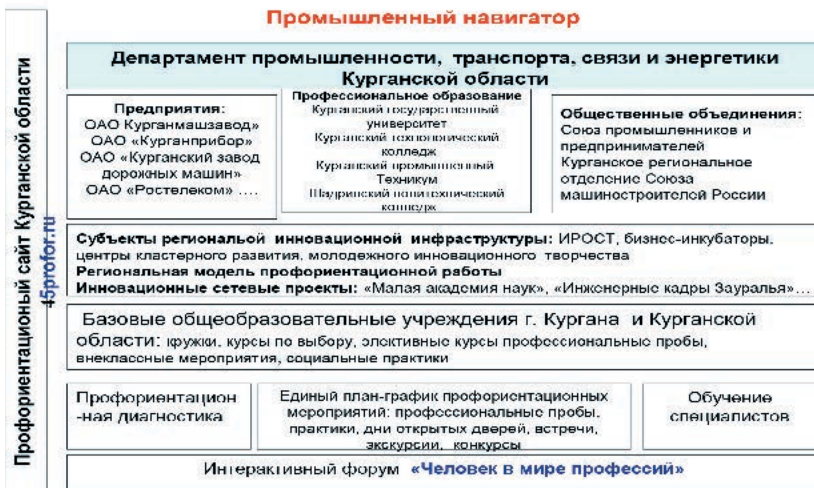 Промышленный навигатор
Профориентационый сайт Курганской области
45profor.ru
Департамент промышленности, транспорта, связи и энергетики
Курганской области
Предприятия:
ОАО Курганмашзавод»
ОАО «Курганприбор»
ОАО «Курганский завод
дорожных машин»
ОАО «Ростелеком» ….
Профессиональное образование
Курганский государственный
университет
Курганский технологический
колледж
Курганский промышленный
Техникум
Шадринский политехнический
колледж
Общественные объединения:
Союз промышленников и
предпринимателей
Курганское региональное
отделение Союза
машиностроителей России
Субъекты региональой инновационной инфраструктуры: ИРОСТ, бизнес-инкубаторы,
центры кластерного развития, молодежного инновационного творчества
Региональная модель профориентационной работы
Инновационные сетевые проекты: «Малая академия наук», «Инженерные кадры Зауралья»…
Базовые общеобразовательные учреждения г. Кургана и Курганской
области: кружки, курсы по выбору, элективные курсы профессиональные пробы,
внеклассные мероприятия, социальные практики
Профориентацион
-ная диагностика
Единый план-график профориентационных
мероприятий: профессиональные пробы,
практики, дни открытых дверей, встречи,
экскурсии, конкурсы
Обучение
специалистов
Интерактивный форум «Человек в мире профессий»